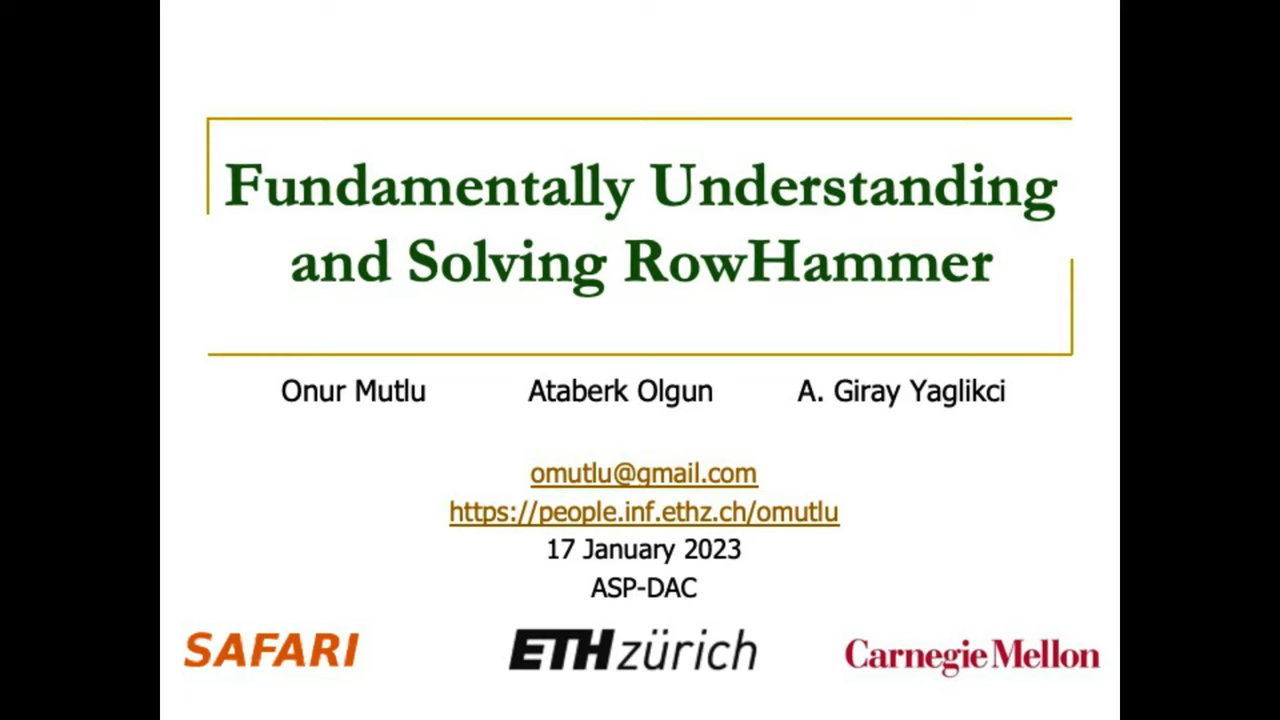 Fundamentally Understanding
and Solving RowHammer
Onur Mutlu Ataberk Olgun A. Giray Yaglikci
omutlu@gmail.com
https://people.inf.ethz.ch/omutlu
17 January 2023
ASP-DAC
SAFARI ETH zürich Carnegie Mellon